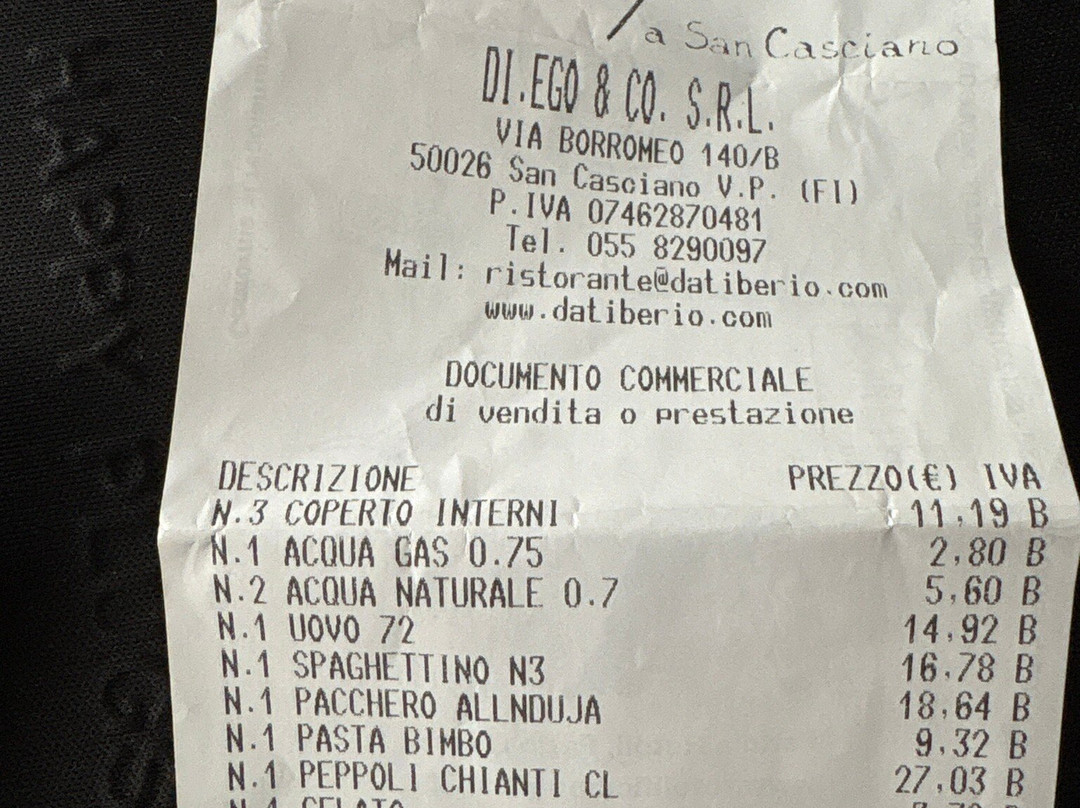 a San Casciano
DI.EGO & CO. S.R.L.
VIA BORROMEO 140/B
50026 San Casciano V.P. (FI)
P.IVA 07462870481
Tel. 055 8290097
Mail: ristorante@datiberio.com
www.datiberio.com
DOCUMENTO COMMERCIALE
di vendita o prestazione
DESCRIZIONE PREZZO(€) IVA
N.3 COPERTO INTERNI 11,19 B
N.1 ACQUA GAS 0.75 2,80 B
N.2 ACQUA NATURALE 0.7 5,60 B
N.1 UOVO 72 14,92 B
N.1 SPAGHETTINO N3 16,78 B
N.1 PACCHERO ALLNDUJA 18,64 B
N.1 PASTA BIMBO 9,32 B
N.1 PEPPOLI CHIANTI CL 27,03 B
N.1 GELATO